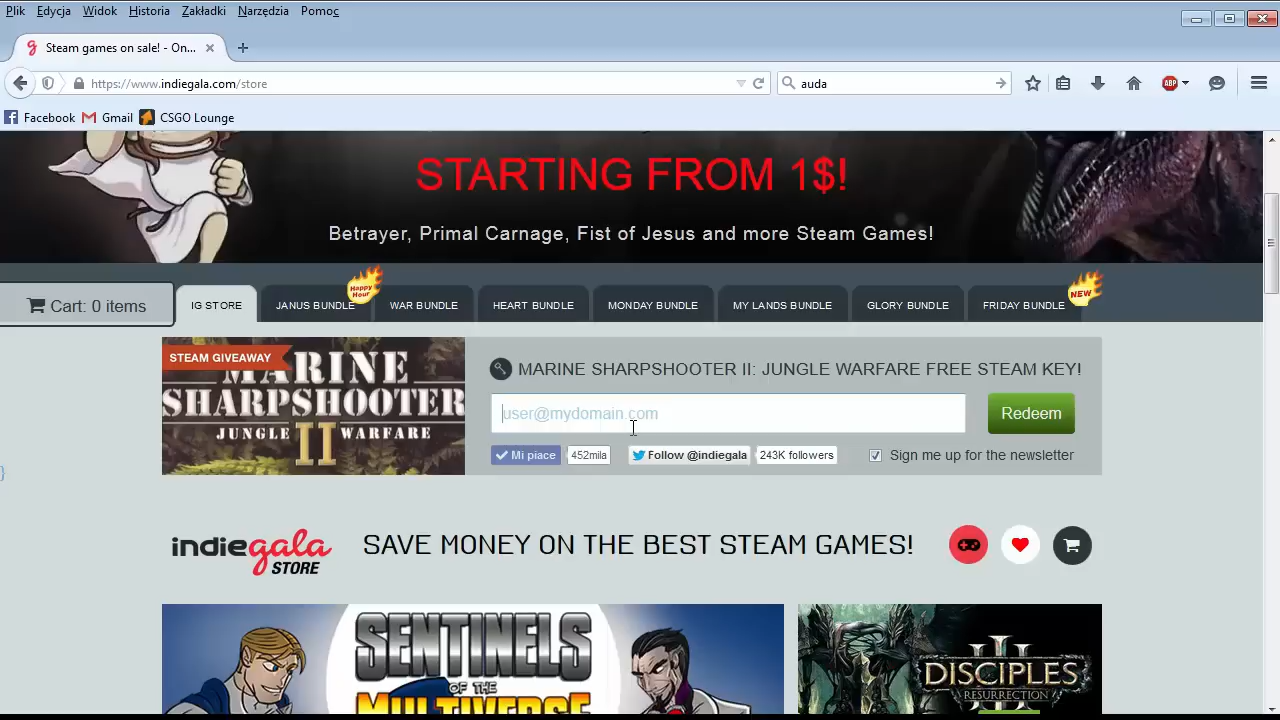 Plik Edycja Widok Historia Zakładki Narzędzia Pomoc
Steam games on sale! - On...
https://www.indiegala.com/store
auda
ABP
Facebook Gmail CSGO Lounge
STARTING FROM 1$!
Betrayer, Primal Carnage, Fist of Jesus and more Steam Games!
Cart: 0 items
IG STORE
JANUS BUNDLE
Happy Hour
WAR BUNDLE
HEART BUNDLE
MONDAY BUNDLE
MY LANDS BUNDLE
GLORY BUNDLE
FRIDAY BUNDLE
NEW
STEAM GIVEAWAY
MARINE
SHARPSHOOTER
JUNGLE II WARFARE
MARINE SHARPSHOOTER II: JUNGLE WARFARE FREE STEAM KEY!
user@mydomain.com
Redeem
Mi piace 452mila Follow @indiegala 243K followers Sign me up for the newsletter
}
indiegala STORE
SAVE MONEY ON THE BEST STEAM GAMES!
SENTINELS
OF THE
MULTIVERSE
DISCIPLES
III
RESURRECTION